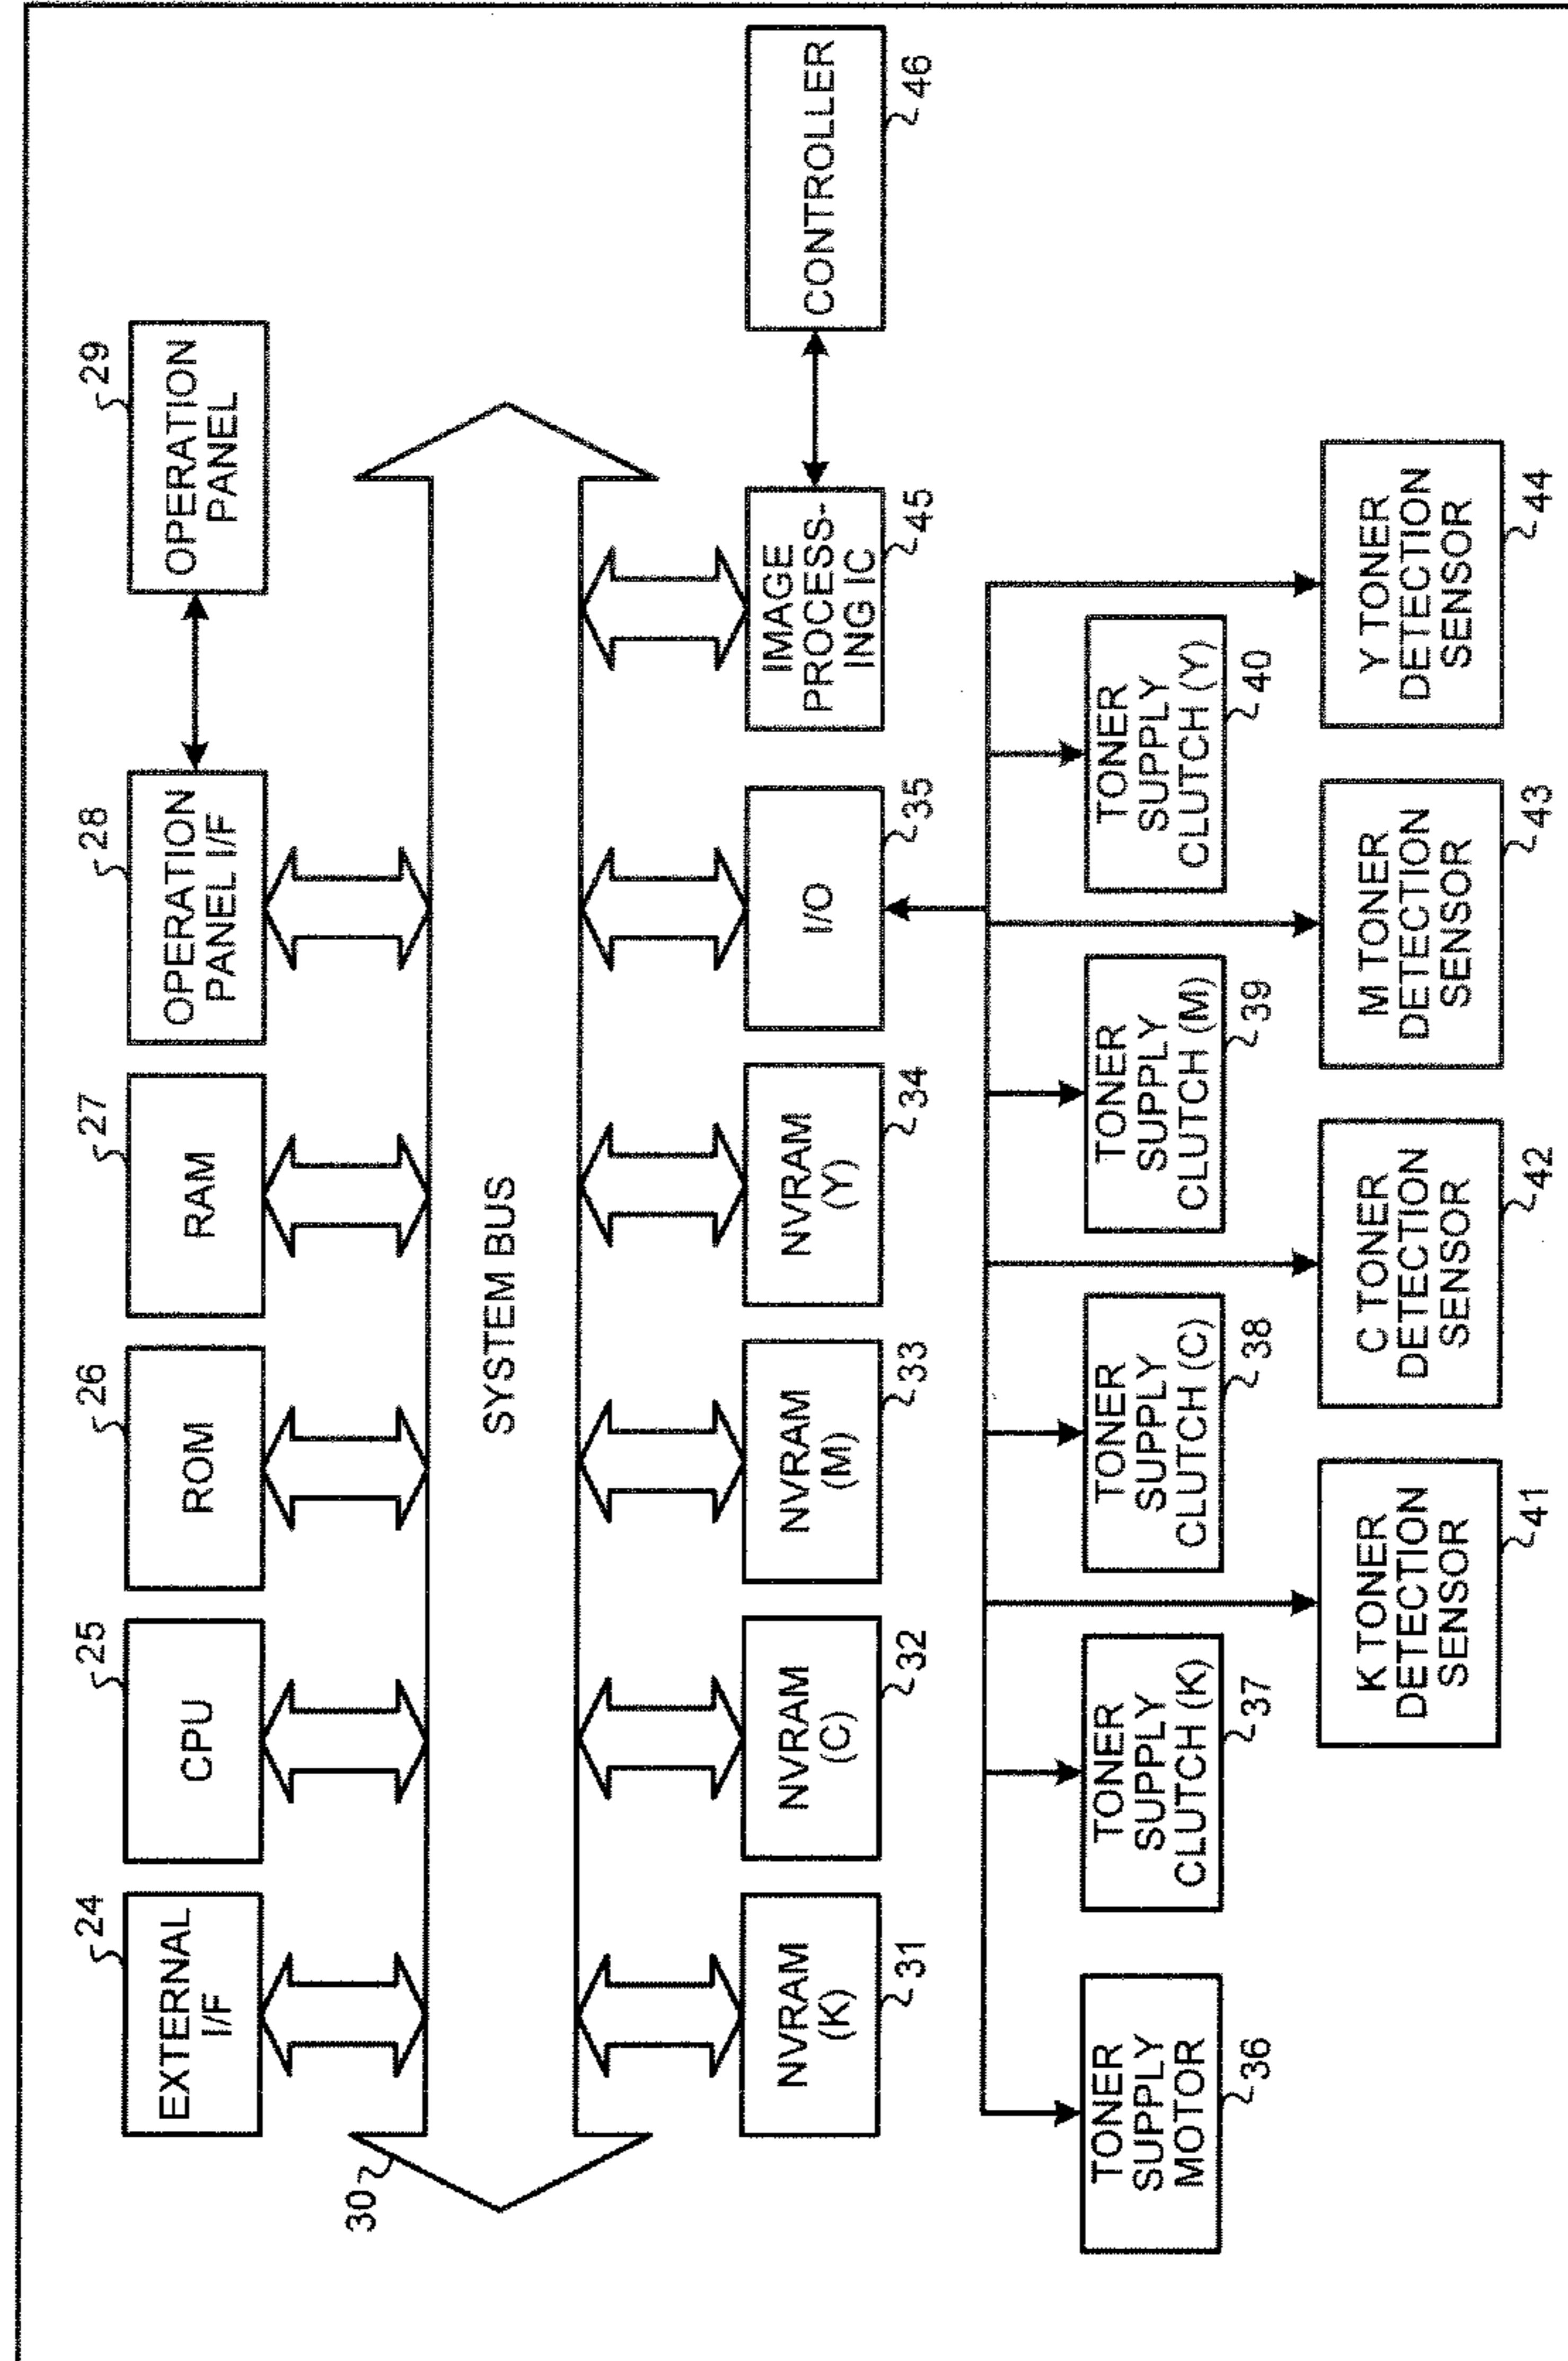 24
EXTERNAL
I/F
25
CPU
26
ROM
27
RAM
28
OPERATION
PANEL I/F
29
OPERATION
PANEL
30
SYSTEM BUS
NVRAM
(K)
31
NVRAM
(C)
32
NVRAM
(M)
33
NVRAM
(Y)
34
I/O
35
IMAGE
PROCESS-
ING IC
45
CONTROLLER
46
TONER
SUPPLY
MOTOR
36
TONER
SUPPLY
CLUTCH (K)
37
TONER
SUPPLY
CLUTCH (C)
38
TONER
SUPPLY
CLUTCH (M)
39
TONER
SUPPLY
CLUTCH (Y)
40
K TONER
DETECTION
SENSOR
41
C TONER
DETECTION
SENSOR
42
M TONER
DETECTION
SENSOR
43
Y TONER
DETECTION
SENSOR
44